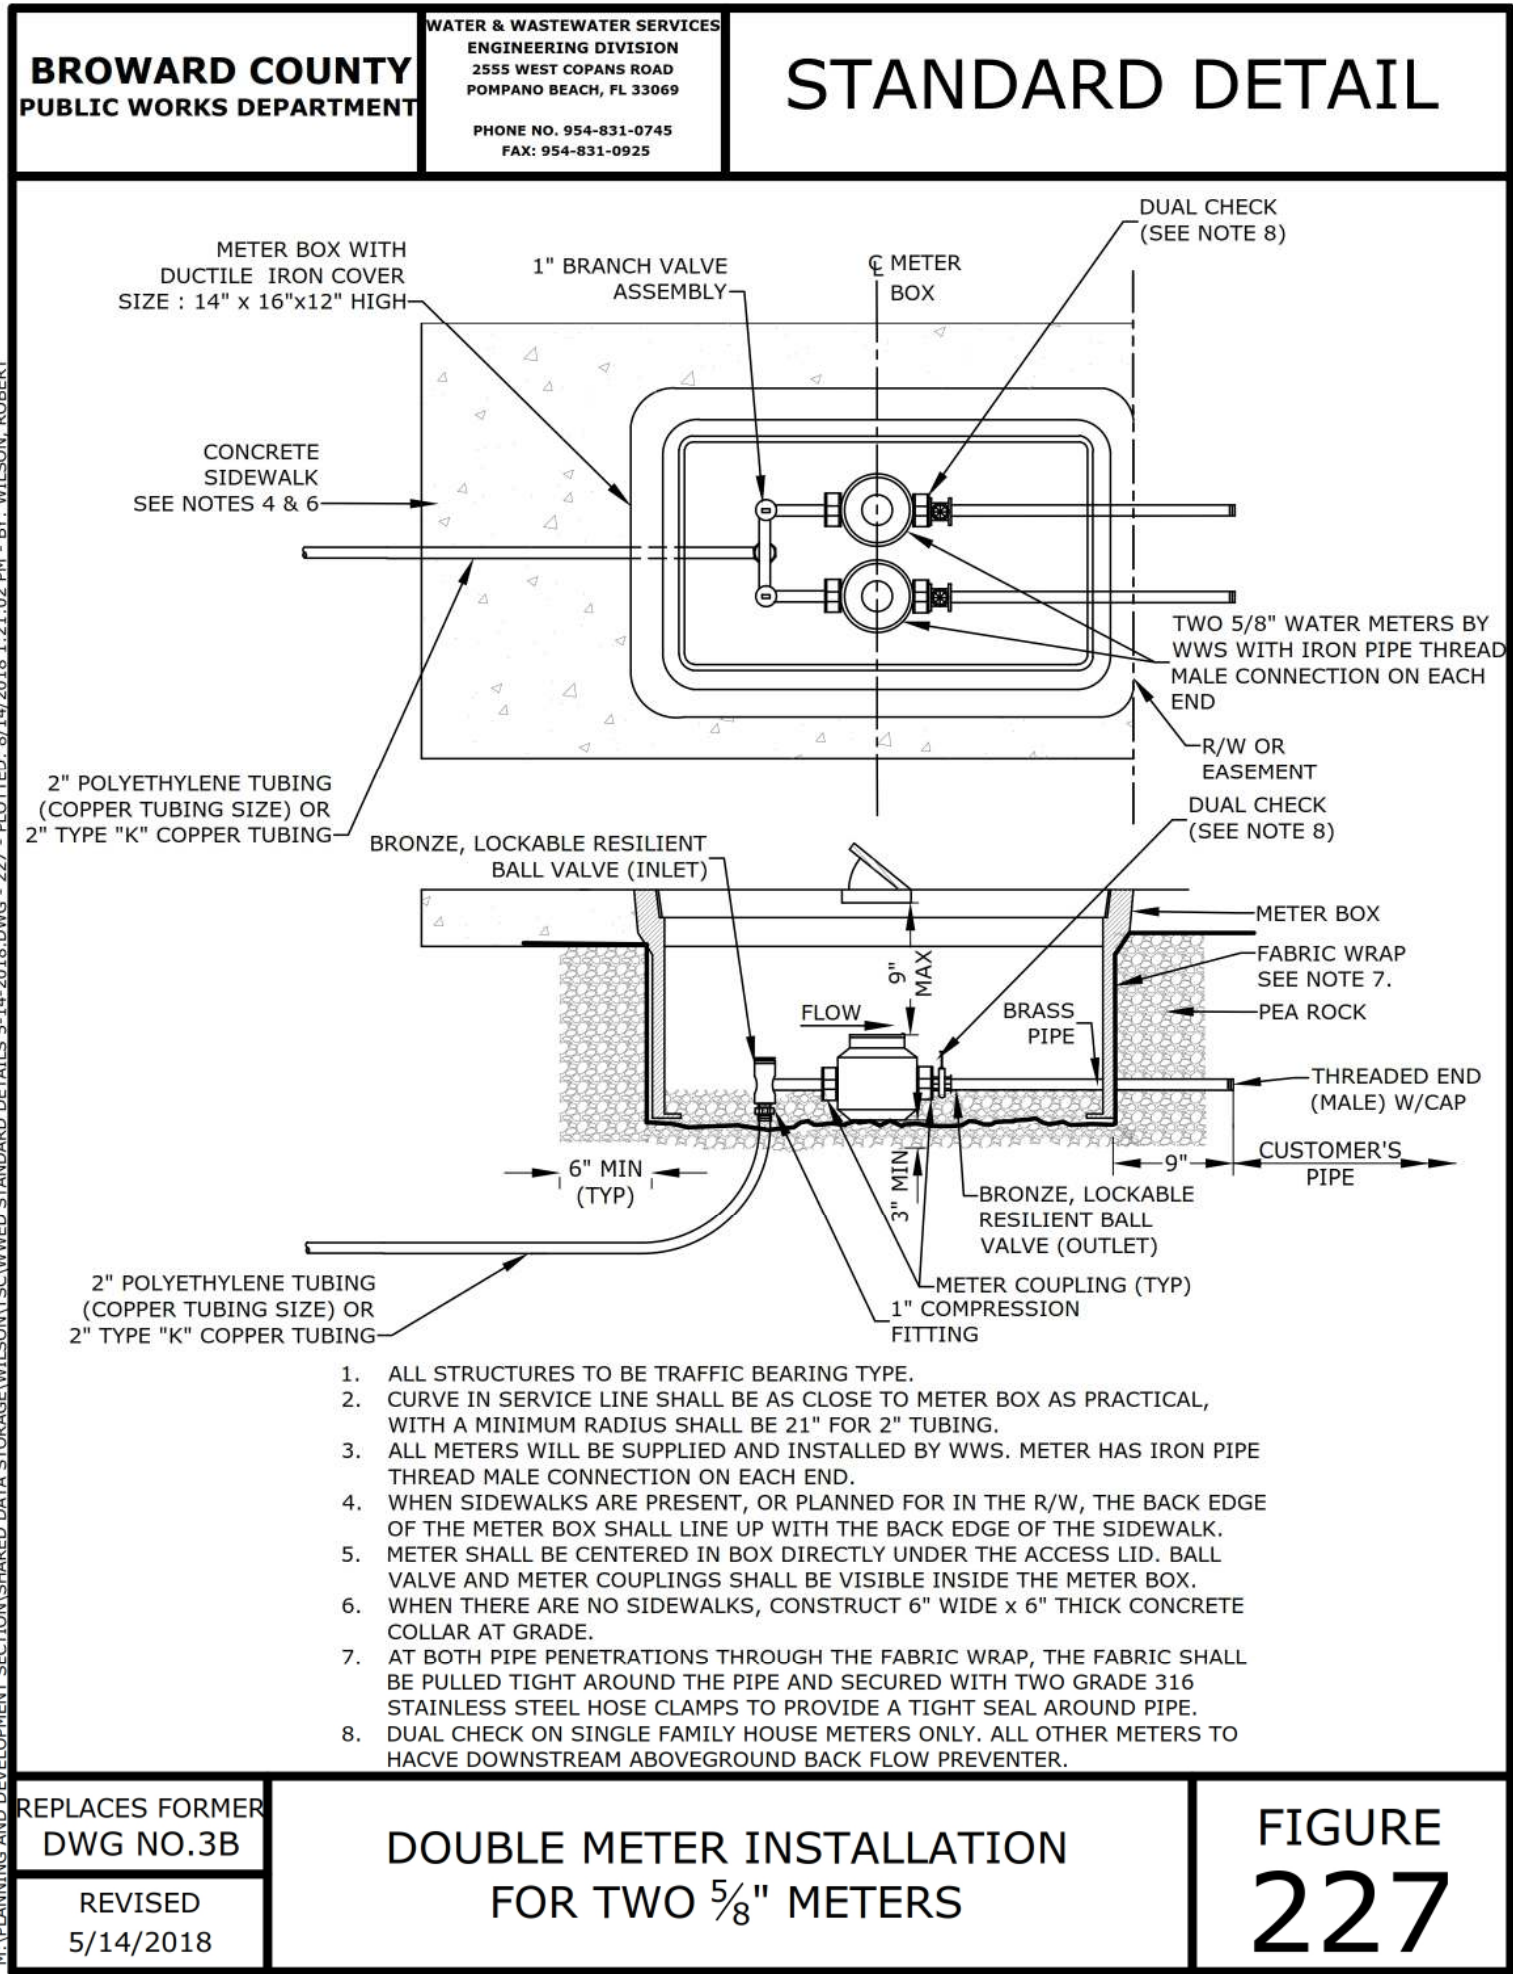 BROWARD COUNTY
PUBLIC WORKS DEPARTMENT
WATER & WASTEWATER SERVICES
ENGINEERING DIVISION
2555 WEST COPANS ROAD
POMPANO BEACH, FL 33069
PHONE NO. 954-831-0745
FAX: 954-831-0925
STANDARD DETAIL
DUAL CHECK
(SEE NOTE 8)
METER BOX WITH
DUCTILE IRON COVER
SIZE : 14" x 16"x12" HIGH
1" BRANCH VALVE
ASSEMBLY
℄ METER
BOX
CONCRETE
SIDEWALK
SEE NOTES 4 & 6
TWO 5/8" WATER METERS BY
WWS WITH IRON PIPE THREAD
MALE CONNECTION ON EACH
END
R/W OR
EASEMENT
2" POLYETHYLENE TUBING
(COPPER TUBING SIZE) OR
2" TYPE "K" COPPER TUBING
BRONZE, LOCKABLE RESILIENT
BALL VALVE (INLET)
DUAL CHECK
(SEE NOTE 8)
METER BOX
FABRIC WRAP
SEE NOTE 7.
PEA ROCK
9"
MAX
FLOW
BRASS
PIPE
THREADED END
(MALE) W/CAP
6" MIN
(TYP)
3" MIN
9"
CUSTOMER'S
PIPE
BRONZE, LOCKABLE
RESILIENT BALL
VALVE (OUTLET)
METER COUPLING (TYP)
1" COMPRESSION
FITTING
2" POLYETHYLENE TUBING
(COPPER TUBING SIZE) OR
2" TYPE "K" COPPER TUBING
1. ALL STRUCTURES TO BE TRAFFIC BEARING TYPE.
2. CURVE IN SERVICE LINE SHALL BE AS CLOSE TO METER BOX AS PRACTICAL,
WITH A MINIMUM RADIUS SHALL BE 21" FOR 2" TUBING.
3. ALL METERS WILL BE SUPPLIED AND INSTALLED BY WWS. METER HAS IRON PIPE
THREAD MALE CONNECTION ON EACH END.
4. WHEN SIDEWALKS ARE PRESENT, OR PLANNED FOR IN THE R/W, THE BACK EDGE
OF THE METER BOX SHALL LINE UP WITH THE BACK EDGE OF THE SIDEWALK.
5. METER SHALL BE CENTERED IN BOX DIRECTLY UNDER THE ACCESS LID. BALL
VALVE AND METER COUPLINGS SHALL BE VISIBLE INSIDE THE METER BOX.
6. WHEN THERE ARE NO SIDEWALKS, CONSTRUCT 6" WIDE x 6" THICK CONCRETE
COLLAR AT GRADE.
7. AT BOTH PIPE PENETRATIONS THROUGH THE FABRIC WRAP, THE FABRIC SHALL
BE PULLED TIGHT AROUND THE PIPE AND SECURED WITH TWO GRADE 316
STAINLESS STEEL HOSE CLAMPS TO PROVIDE A TIGHT SEAL AROUND PIPE.
8. DUAL CHECK ON SINGLE FAMILY HOUSE METERS ONLY. ALL OTHER METERS TO
HACVE DOWNSTREAM ABOVEGROUND BACK FLOW PREVENTER.
REPLACES FORMER
DWG NO.3B
REVISED
5/14/2018
DOUBLE METER INSTALLATION
FOR TWO ⅝" METERS
FIGURE
227